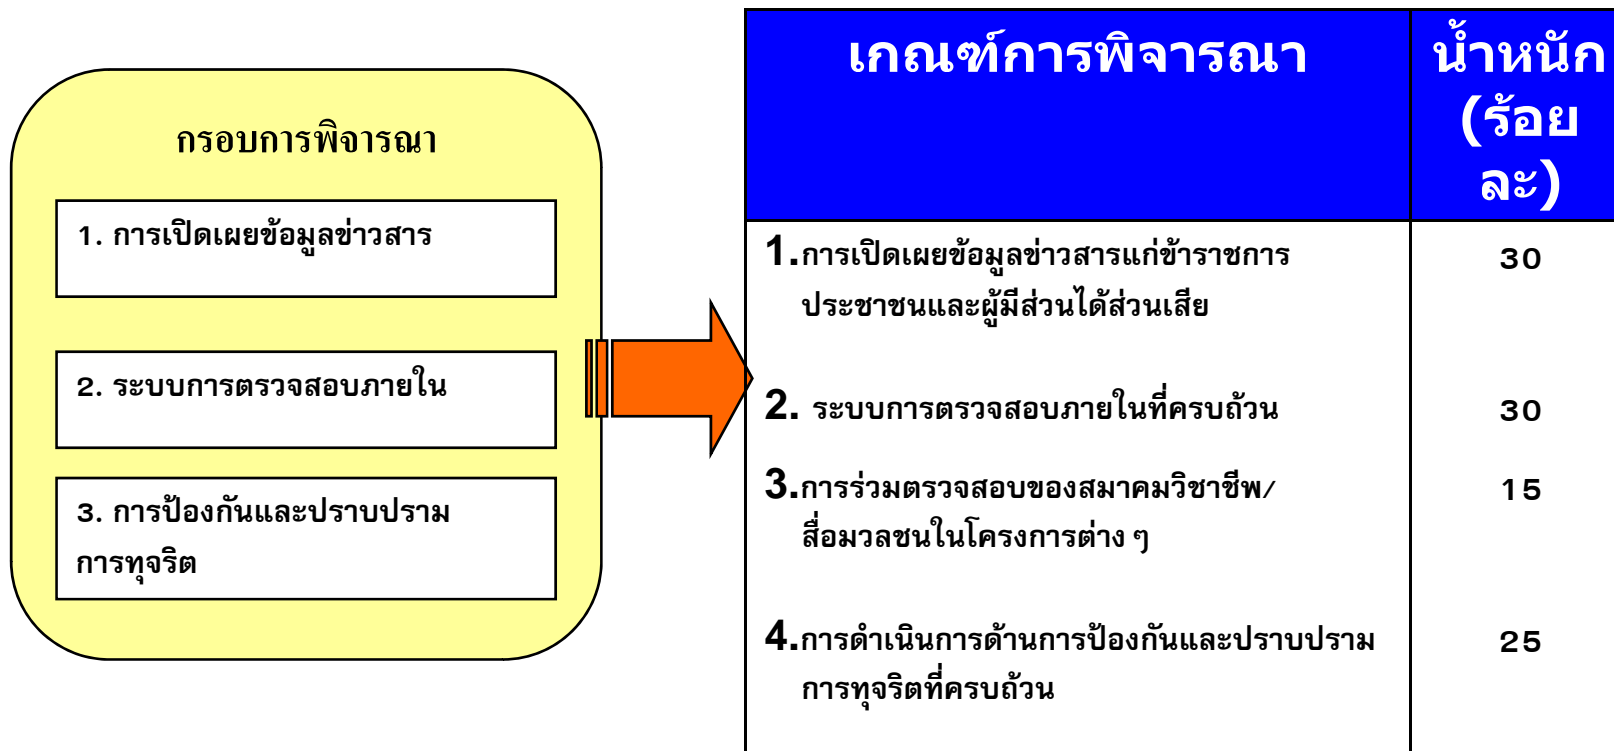 กรอบการพิจารณา
1. การเปิดเผยข้อมูลข่าวสาร
2. ระบบการตรวจสอบภายใน
3. การป้องกันและปราบปราม
การทุจริต
เกณฑ์การพิจารณา
น้ำหนัก
(ร้อย
ละ)
1.การเปิดเผยข้อมูลข่าวสารแก่ข้าราชการ 30
ประชาชนและผู้มีส่วนได้ส่วนเสีย
2. ระบบการตรวจสอบภายในที่ครบถ้วน 30
3.การร่วมตรวจสอบของสมาคมวิชาชีพ/ 15
สื่อมวลชนในโครงการต่าง ๆ
4.การดำเนินการด้านการป้องกันและปราบปราม 25
การทุจริตที่ครบถ้วน